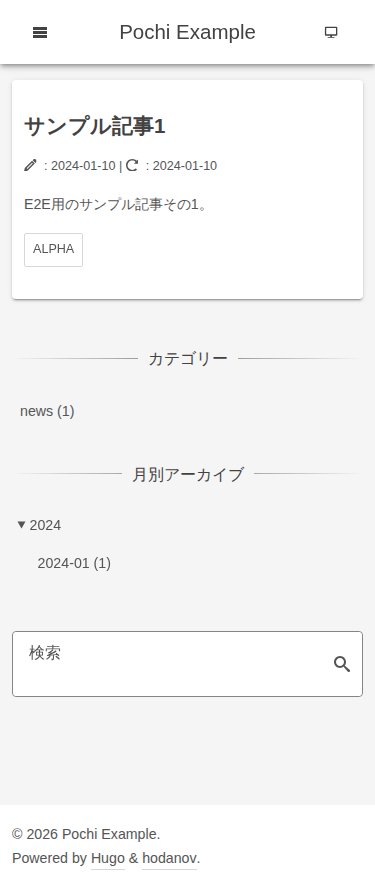 Pochi Example
サンプル記事1
: 2024-01-10 | : 2024-01-10
E2E用のサンプル記事その1。
ALPHA
カテゴリー
news (1)
月別アーカイブ
2024
2024-01 (1)
検索
© 2026 Pochi Example.
Powered by Hugo & hodanov.